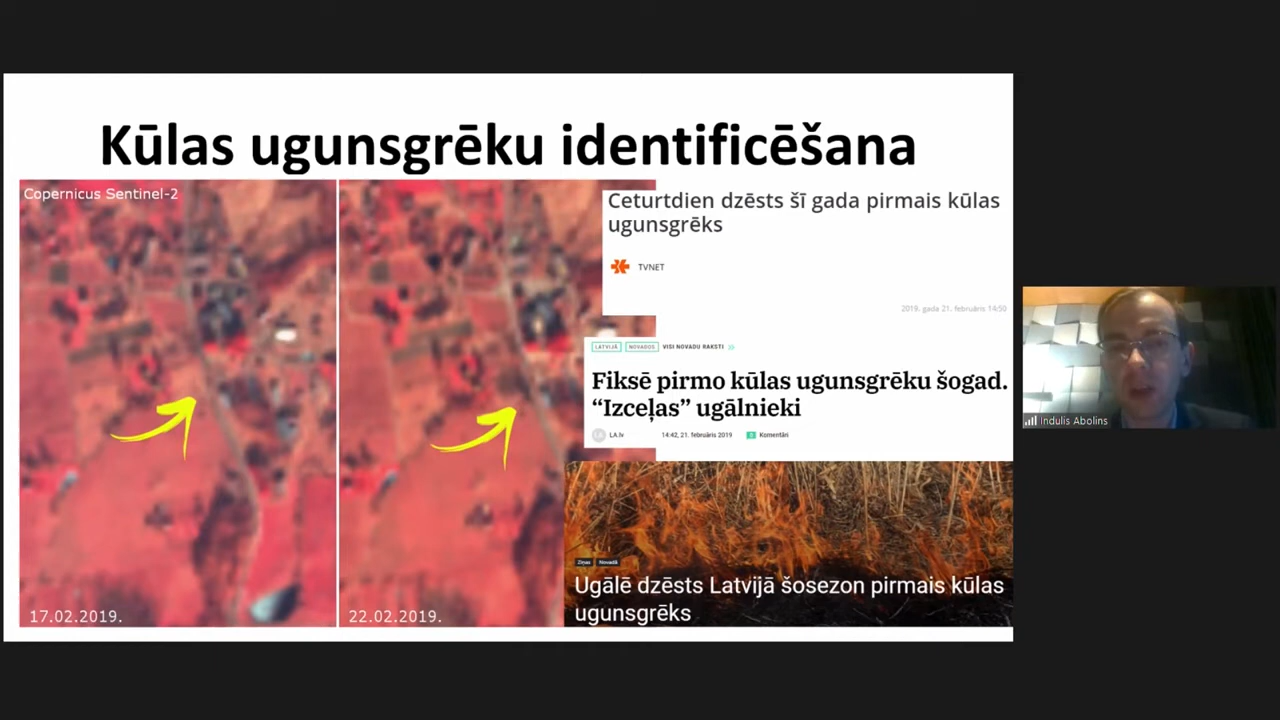 Kūlas ugunsgrēku identificēšana
Copernicus Sentinel-2
17.02.2019.
22.02.2019.
Ceturtdien dzēsts šī gada pirmais kūlas
ugunsgrēks
TVNET
2019. gada 21. februāris 14:50
LATVIJĀ NOVADOS VISI NOVADU RAKSTI
Fiksē pirmo kūlas ugunsgrēku šogad.
“Izceļas” ugālnieki
LA LA.lv 14:42, 21. februāris 2019 Komentāri
Ziņas Novadā
Ugālē dzēsts Latvijā šosezon pirmais kūlas
ugunsgrēks
Indulis Abolins